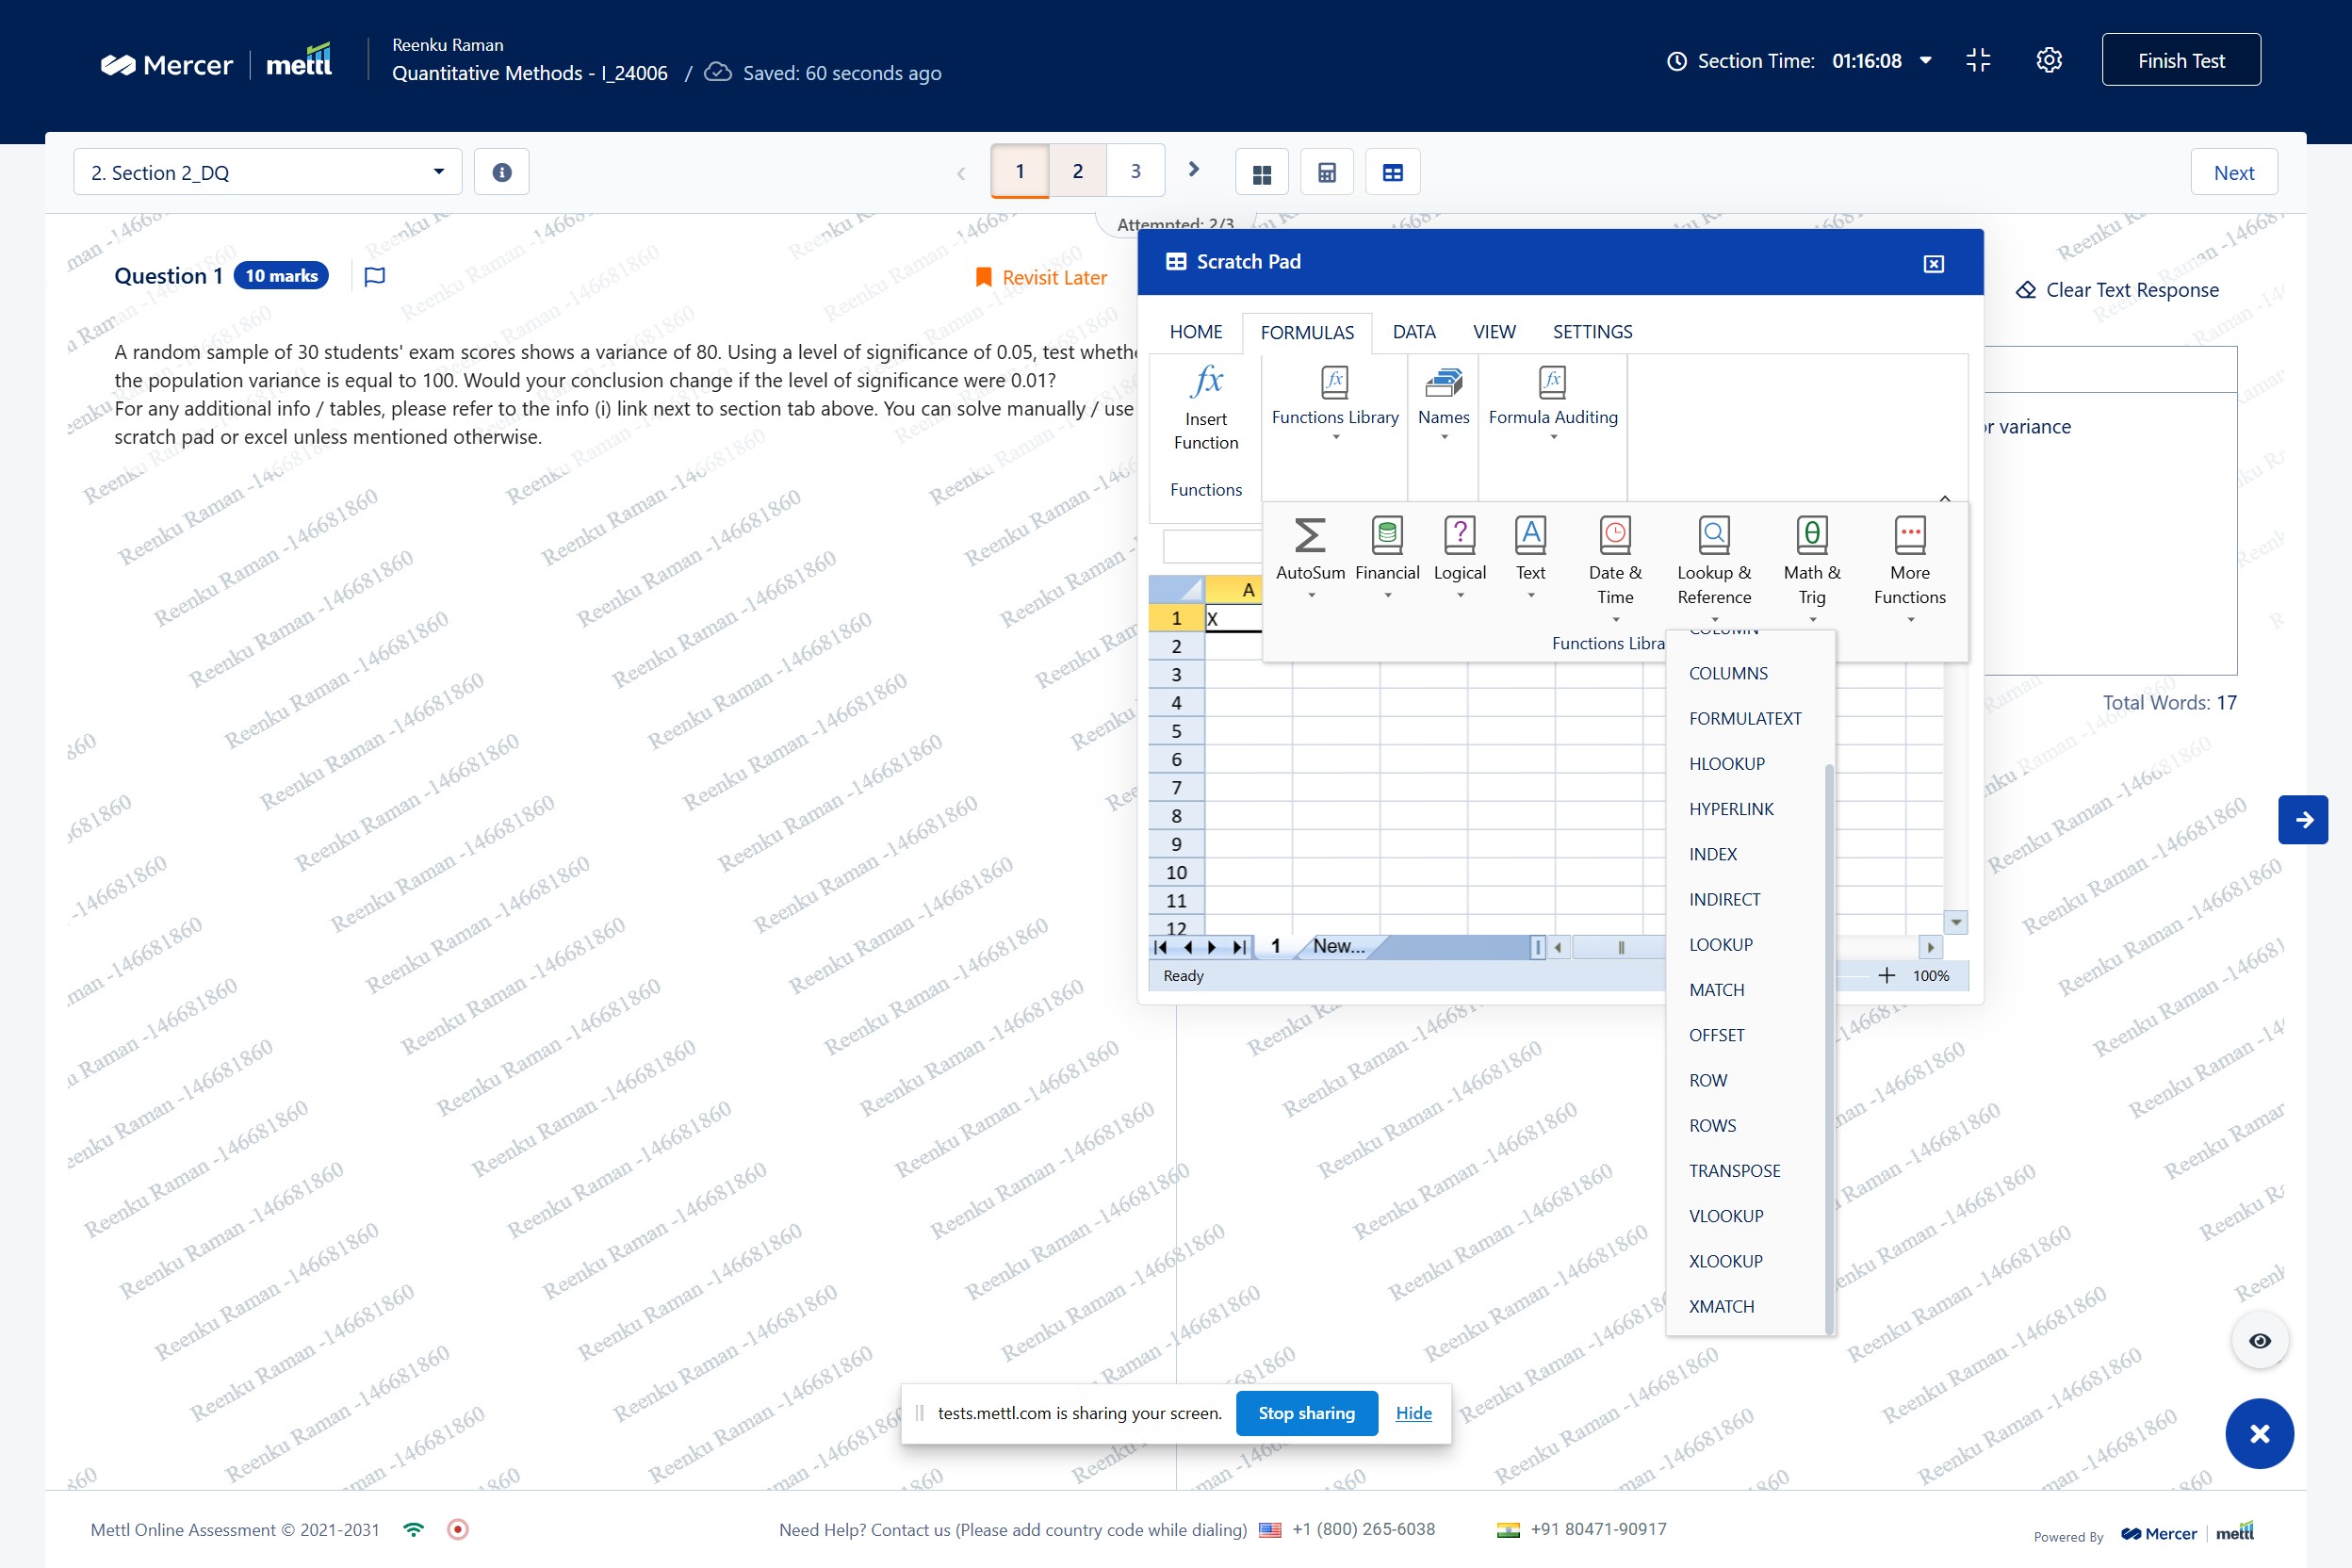 Mercer | mettl
Reenku Raman
Quantitative Methods - I_24006 / Saved: 60 seconds ago
Section Time: 01:16:08
Finish Test
2. Section 2_DQ
1 2 3
Next
Attempted: 2/3
Question 1 10 marks
Revisit Later
Clear Text Response
A random sample of 30 students' exam scores shows a variance of 80. Using a level of significance of 0.05, test
the population variance is equal to 100. Would your conclusion change if the level of significance were 0.01?
For any additional info / tables, please refer to the info (i) link next to section tab above. You can solve manually / use
scratch pad or excel unless mentioned otherwise.
variance
Total Words: 17
Scratch Pad
HOME FORMULAS DATA VIEW SETTINGS
fx
Insert
Function
Functions
Functions Library
Names
Formula Auditing
AutoSum
Financial
Logical
Text
Date &
Time
Lookup &
Reference
Math &
Trig
More
Functions
A
1 X
2
3
4
5
6
7
8
9
10
11
12
COLUMN
COLUMNS
FORMULATEXT
HLOOKUP
HYPERLINK
INDEX
INDIRECT
LOOKUP
MATCH
OFFSET
ROW
ROWS
TRANSPOSE
VLOOKUP
XLOOKUP
XMATCH
1 New...
Ready
100%
Reenku Raman -146681860
tests.mettl.com is sharing your screen. Stop sharing Hide
Mettl Online Assessment © 2021-2031
Need Help? Contact us (Please add country code while dialing) +1 (800) 265-6038 +91 80471-90917
Powered By Mercer | mettl